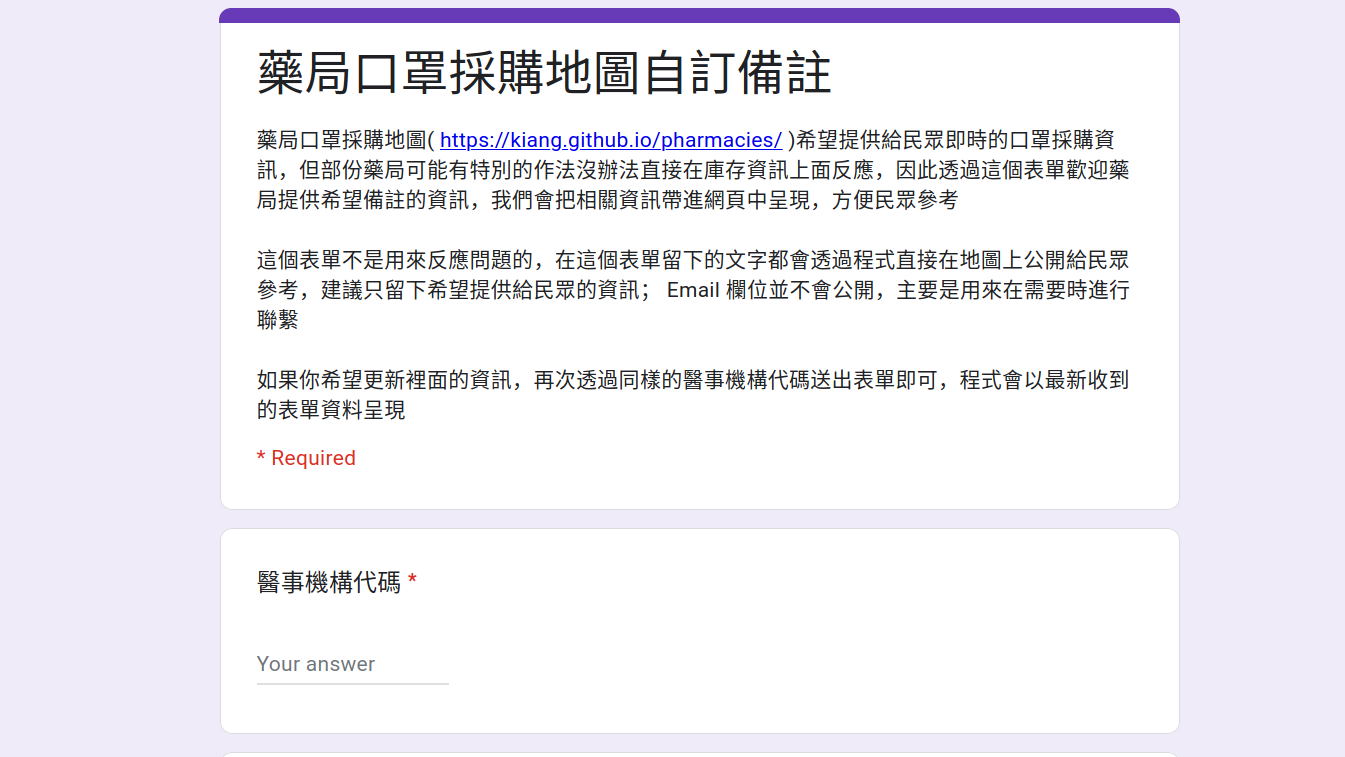 藥局口罩採購地圖自訂備註
藥局口罩採購地圖( https://kiang.github.io/pharmacies/ )希望提供給民眾即時的口罩採購資
訊，但部份藥局可能有特別的作法沒辦法直接在庫存資訊上面反應，因此透過這個表單歡迎藥
局提供希望備註的資訊，我們會把相關資訊帶進網頁中呈現，方便民眾參考
這個表單不是用來反應問題的，在這個表單留下的文字都會透過程式直接在地圖上公開給民眾
參考，建議只留下希望提供給民眾的資訊； Email 欄位並不會公開，主要是用來在需要時進行
聯繫
如果你希望更新裡面的資訊，再次透過同樣的醫事機構代碼送出表單即可，程式會以最新收到
的表單資料呈現
* Required
醫事機構代碼 *
Your answer